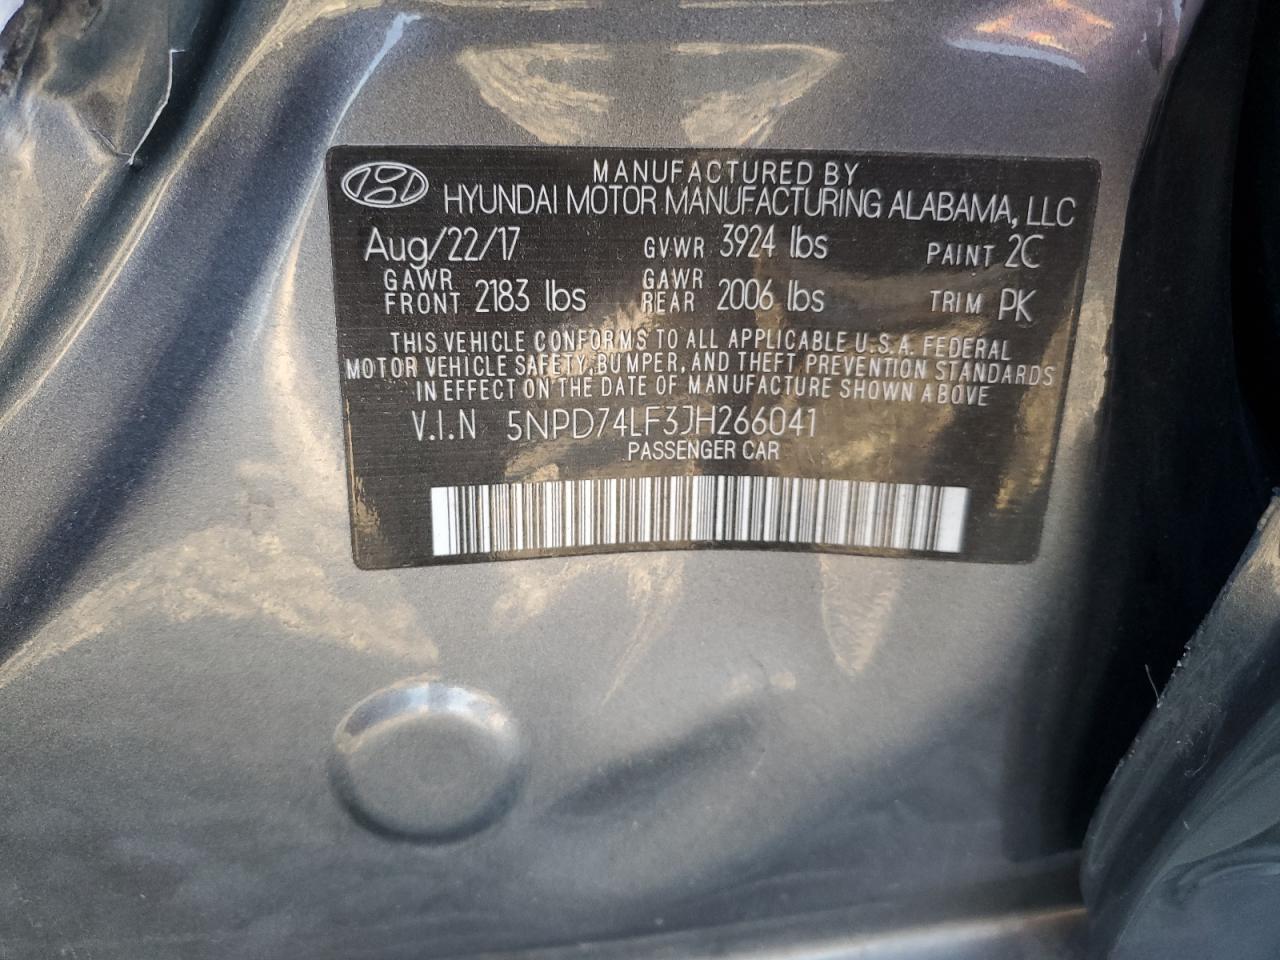 MANUFACTURED BY
HYUNDAI MOTOR MANUFACTURING ALABAMA, LLC
Aug/22/17 GVWR 3924 lbs PAINT 2C
GAWR FRONT 2183 lbs GAWR REAR 2006 lbs TRIM PK
THIS VEHICLE CONFORMS TO ALL APPLICABLE U.S.A. FEDERAL
MOTOR VEHICLE SAFETY, BUMPER, AND THEFT PREVENTION STANDARDS
IN EFFECT ON THE DATE OF MANUFACTURE SHOWN ABOVE
V.I.N 5NPD74LF3JH266041
PASSENGER CAR